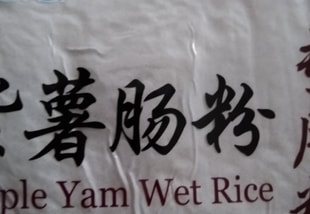 薯肠粉
ple Yam Wet Rice